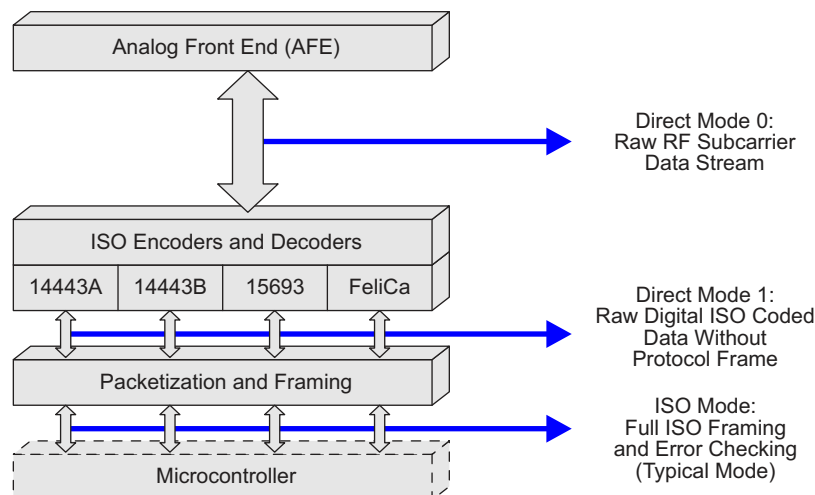 Analog Front End (AFE)
Direct Mode 0:
Raw RF Subcarrier
Data Stream
ISO Encoders and Decoders
14443A 14443B 15693 FeliCa
Direct Mode 1:
Raw Digital ISO Coded
Data Without
Protocol Frame
Packetization and Framing
ISO Mode:
Full ISO Framing
and Error Checking
(Typical Mode)
Microcontroller